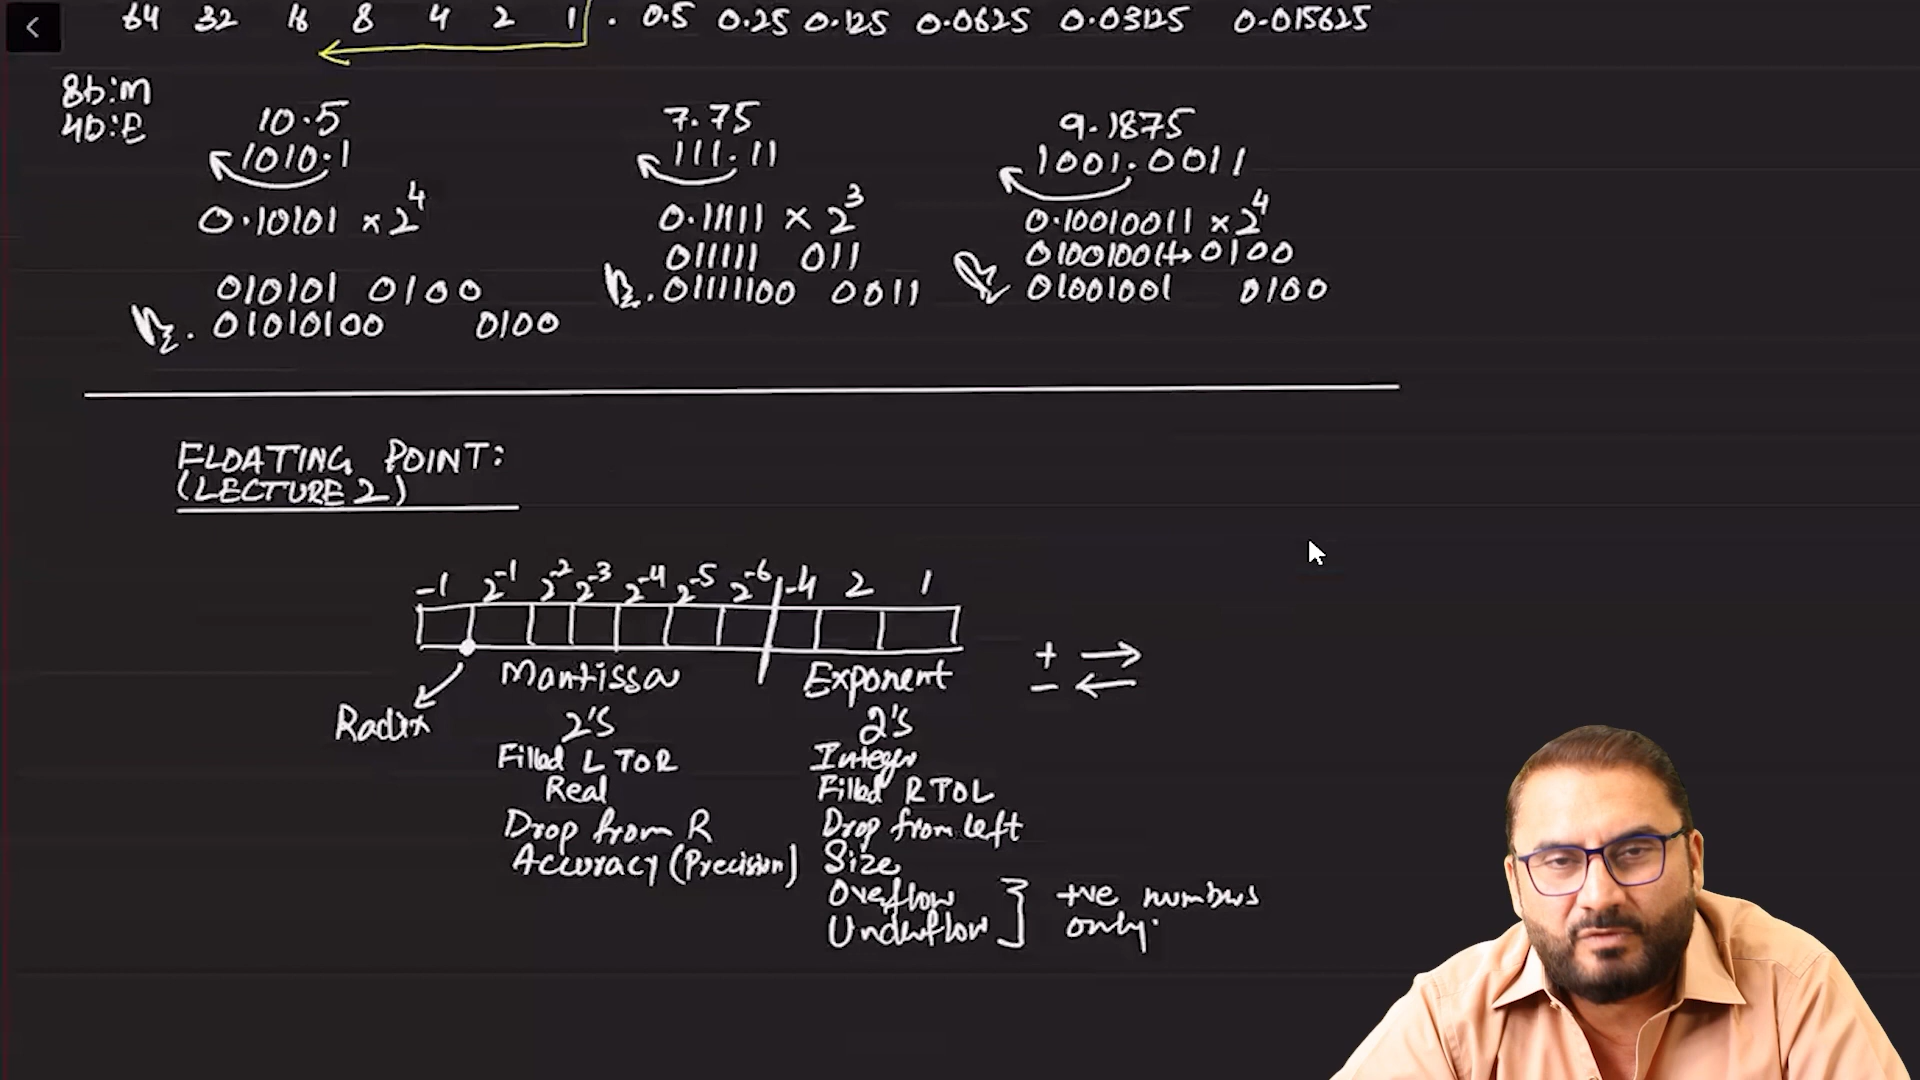 64 32 16 8 4 2 1 . 0.5 0.25 0.125 0.0625 0.03125 0.015625
8b:M
4b:E
10.5
1010.1
0.10101 x 2^4
010101 0100
01010100 0100
7.75
111.11
0.11111 x 2^3
011111 011
01111100 0011
9.1875
1001.0011
0.10010011 x 2^4
010010011 → 0100
01001001 0100
FLOATING POINT:
(LECTURE 2)
-1 2^-1 2^-2 2^-3 2^-4 2^-5 2^-6 -4 2 1
Radix
Mantissa
2's
Filled L TO R
Real
Drop from R
Accuracy (Precision)
Exponent
2's
Integer
Filled R TO L
Drop from left
Size
Overflow
Underflow
+ve numbers
only.
+ →
- ←